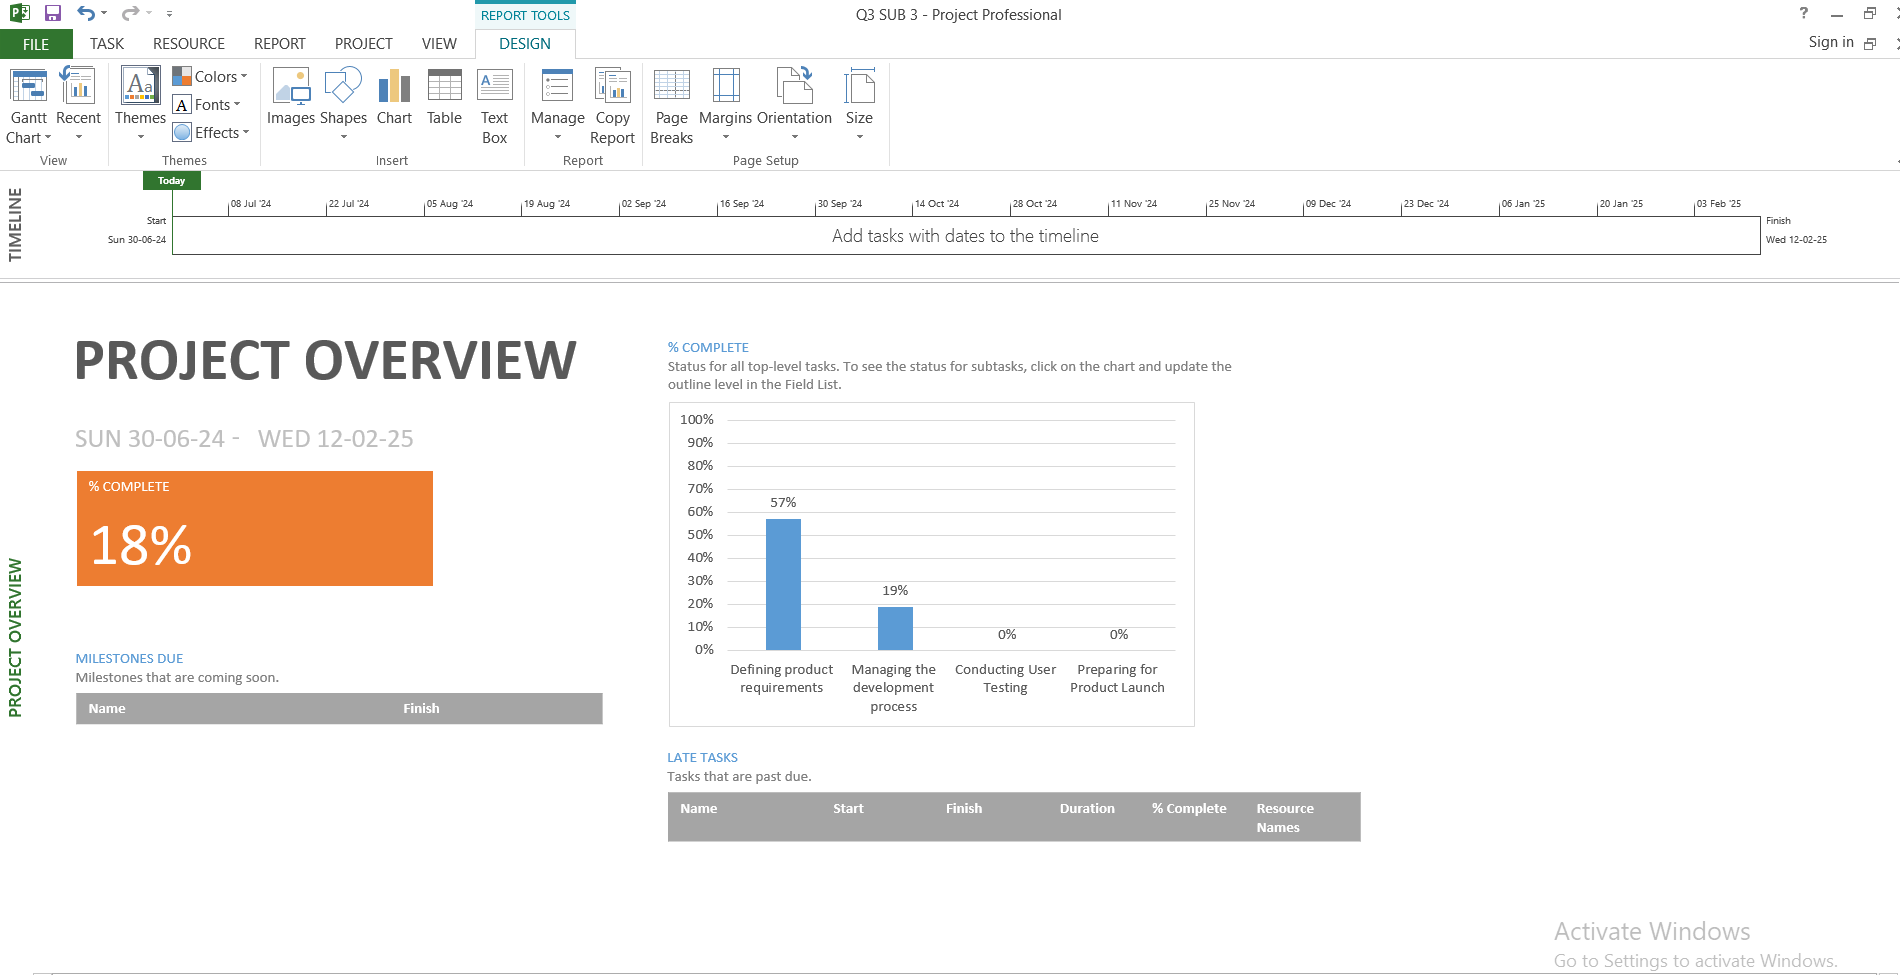 REPORT TOOLS
Q3 SUB 3 - Project Professional
?
FILE TASK RESOURCE REPORT PROJECT VIEW DESIGN
Sign in
Gantt Chart
Recent
View
Aa
Themes
Colors
A Fonts
Effects
Themes
Images
Shapes
Chart
Table
Text Box
Insert
Manage
Copy Report
Report
Page Breaks
Margins
Orientation
Size
Page Setup
TIMELINE
Today
08 Jul '24 22 Jul '24 05 Aug '24 19 Aug '24 02 Sep '24 16 Sep '24 30 Sep '24 14 Oct '24 28 Oct '24 11 Nov '24 25 Nov '24 09 Dec '24 23 Dec '24 06 Jan '25 20 Jan '25 03 Feb '25
Start
Sun 30-06-24
Add tasks with dates to the timeline
Finish
Wed 12-02-25
PROJECT OVERVIEW
PROJECT OVERVIEW
SUN 30-06-24 - WED 12-02-25
% COMPLETE
18%
MILESTONES DUE
Milestones that are coming soon.
Name Finish
% COMPLETE
Status for all top-level tasks. To see the status for subtasks, click on the chart and update the
outline level in the Field List.
100%
90%
80%
70%
60%
50%
40%
30%
20%
10%
0%
57%
19%
0%
0%
Defining product
requirements
Managing the
development
process
Conducting User
Testing
Preparing for
Product Launch
LATE TASKS
Tasks that are past due.
Name Start Finish Duration % Complete Resource
Names
Activate Windows
Go to Settings to activate Windows.